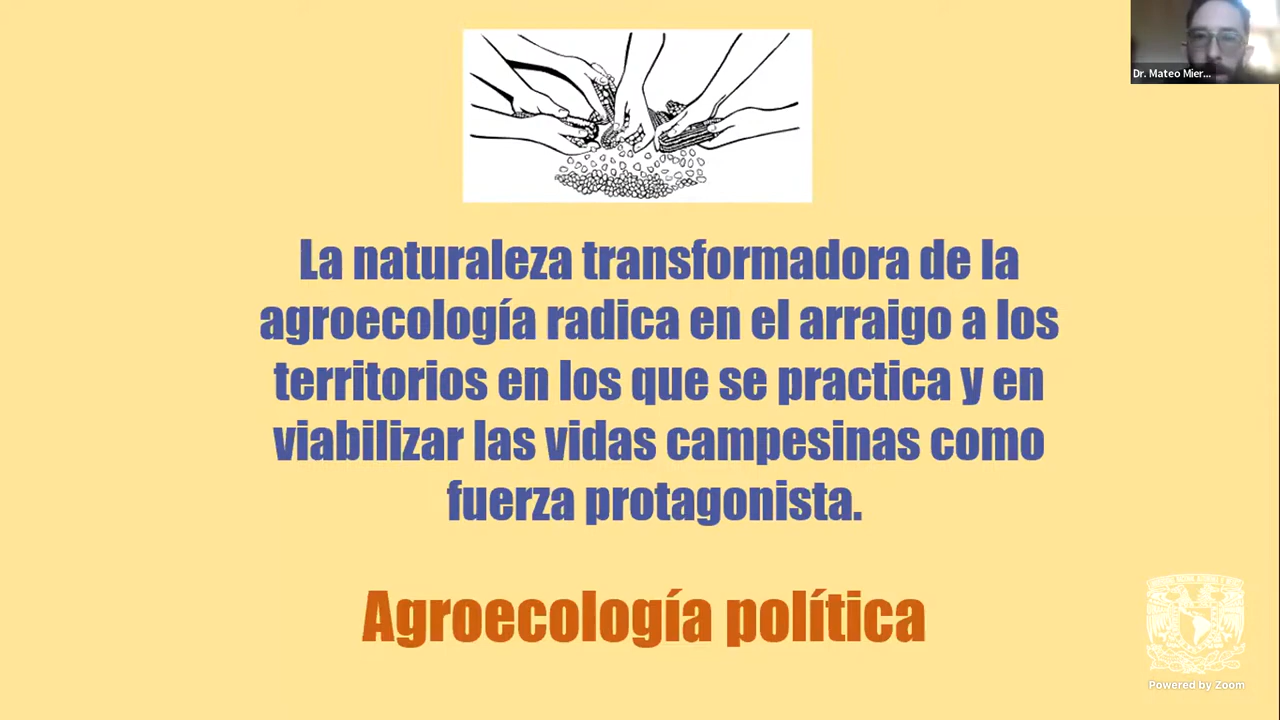 Dr. Mateo Mier...
La naturaleza transformadora de la
agroecología radica en el arraigo a los
territorios en los que se practica y en
viabilizar las vidas campesinas como
fuerza protagonista.
Agroecología política
Powered by Zoom